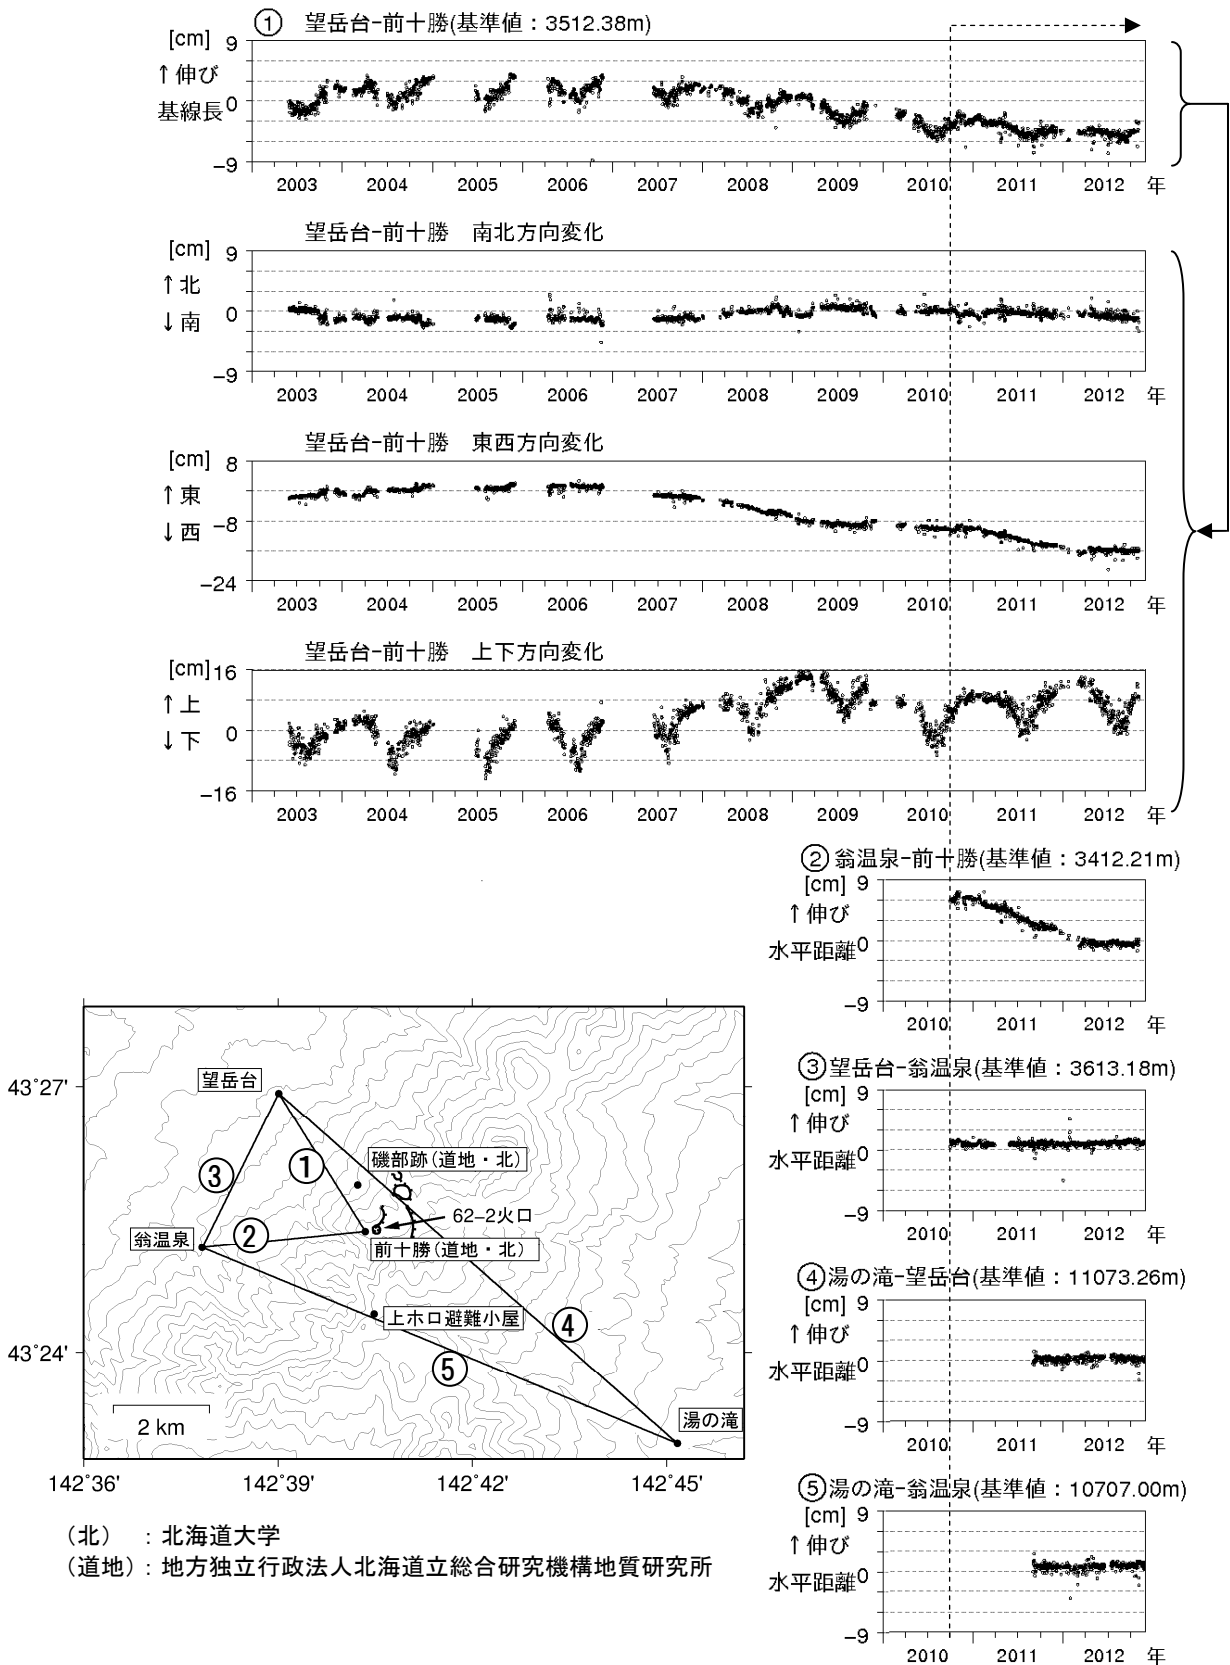 ① 望岳台-前十勝(基準値：3512.38m)
[cm]
9
↑伸び
基線長
0
-9
2003 2004 2005 2006 2007 2008 2009 2010 2011 2012 年
望岳台-前十勝 南北方向変化
[cm]
9
↑北
0
↓南
-9
2003 2004 2005 2006 2007 2008 2009 2010 2011 2012 年
望岳台-前十勝 東西方向変化
[cm]
8
↑東
-8
↓西
-24
2003 2004 2005 2006 2007 2008 2009 2010 2011 2012 年
望岳台-前十勝 上下方向変化
[cm]
16
↑上
0
↓下
-16
2003 2004 2005 2006 2007 2008 2009 2010 2011 2012 年
② 翁温泉-前十勝(基準値：3412.21m)
[cm]
9
↑伸び
水平距離 0
-9
2010 2011 2012 年
③ 望岳台-翁温泉(基準値：3613.18m)
[cm]
9
↑伸び
水平距離 0
-9
2010 2011 2012 年
④ 湯の滝-望岳台(基準値：11073.26m)
[cm]
9
↑伸び
水平距離 0
-9
2010 2011 2012 年
⑤ 湯の滝-翁温泉(基準値：10707.00m)
[cm]
9
↑伸び
水平距離 0
-9
2010 2011 2012 年
43°27'
望岳台
③
①
磯部跡(道地・北)
62-2火口
翁温泉
②
前十勝(道地・北)
上ホロ避難小屋
④
43°24'
⑤
湯の滝
2 km
142°36' 142°39' 142°42' 142°45'
（北）：北海道大学
（道地）：地方独立行政法人北海道立総合研究機構地質研究所